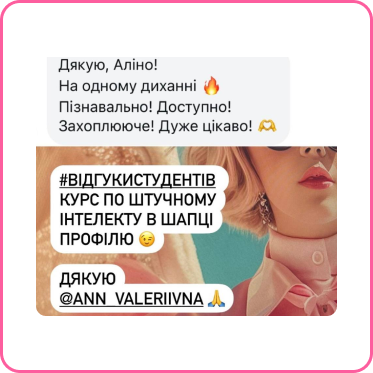 Дякую, Аліно!
На одному диханні 🔥
Пізнавально! Доступно!
Захоплююче! Дуже цікаво! 🫶
#ВІДГУКИСТУДЕНТІВ
КУРС ПО ШТУЧНОМУ
ІНТЕЛЕКТУ В ШАПЦІ
ПРОФІЛЮ 😉
ДЯКУЮ
@ANN_VALERIIVNA 🙏